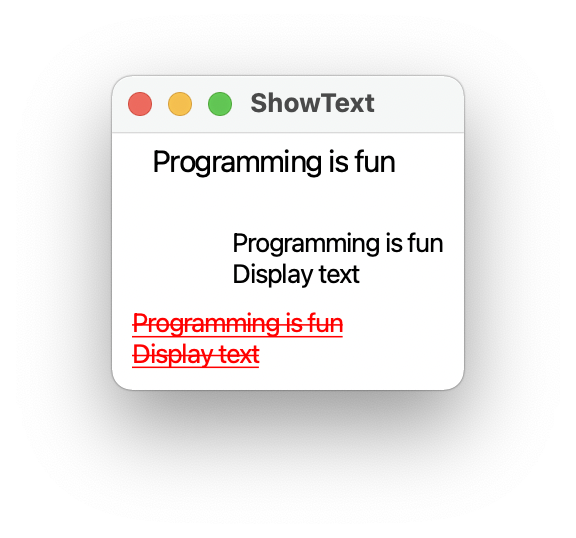 ShowText
Programming is fun
Programming is fun
Display text
Programming is fun
Display text